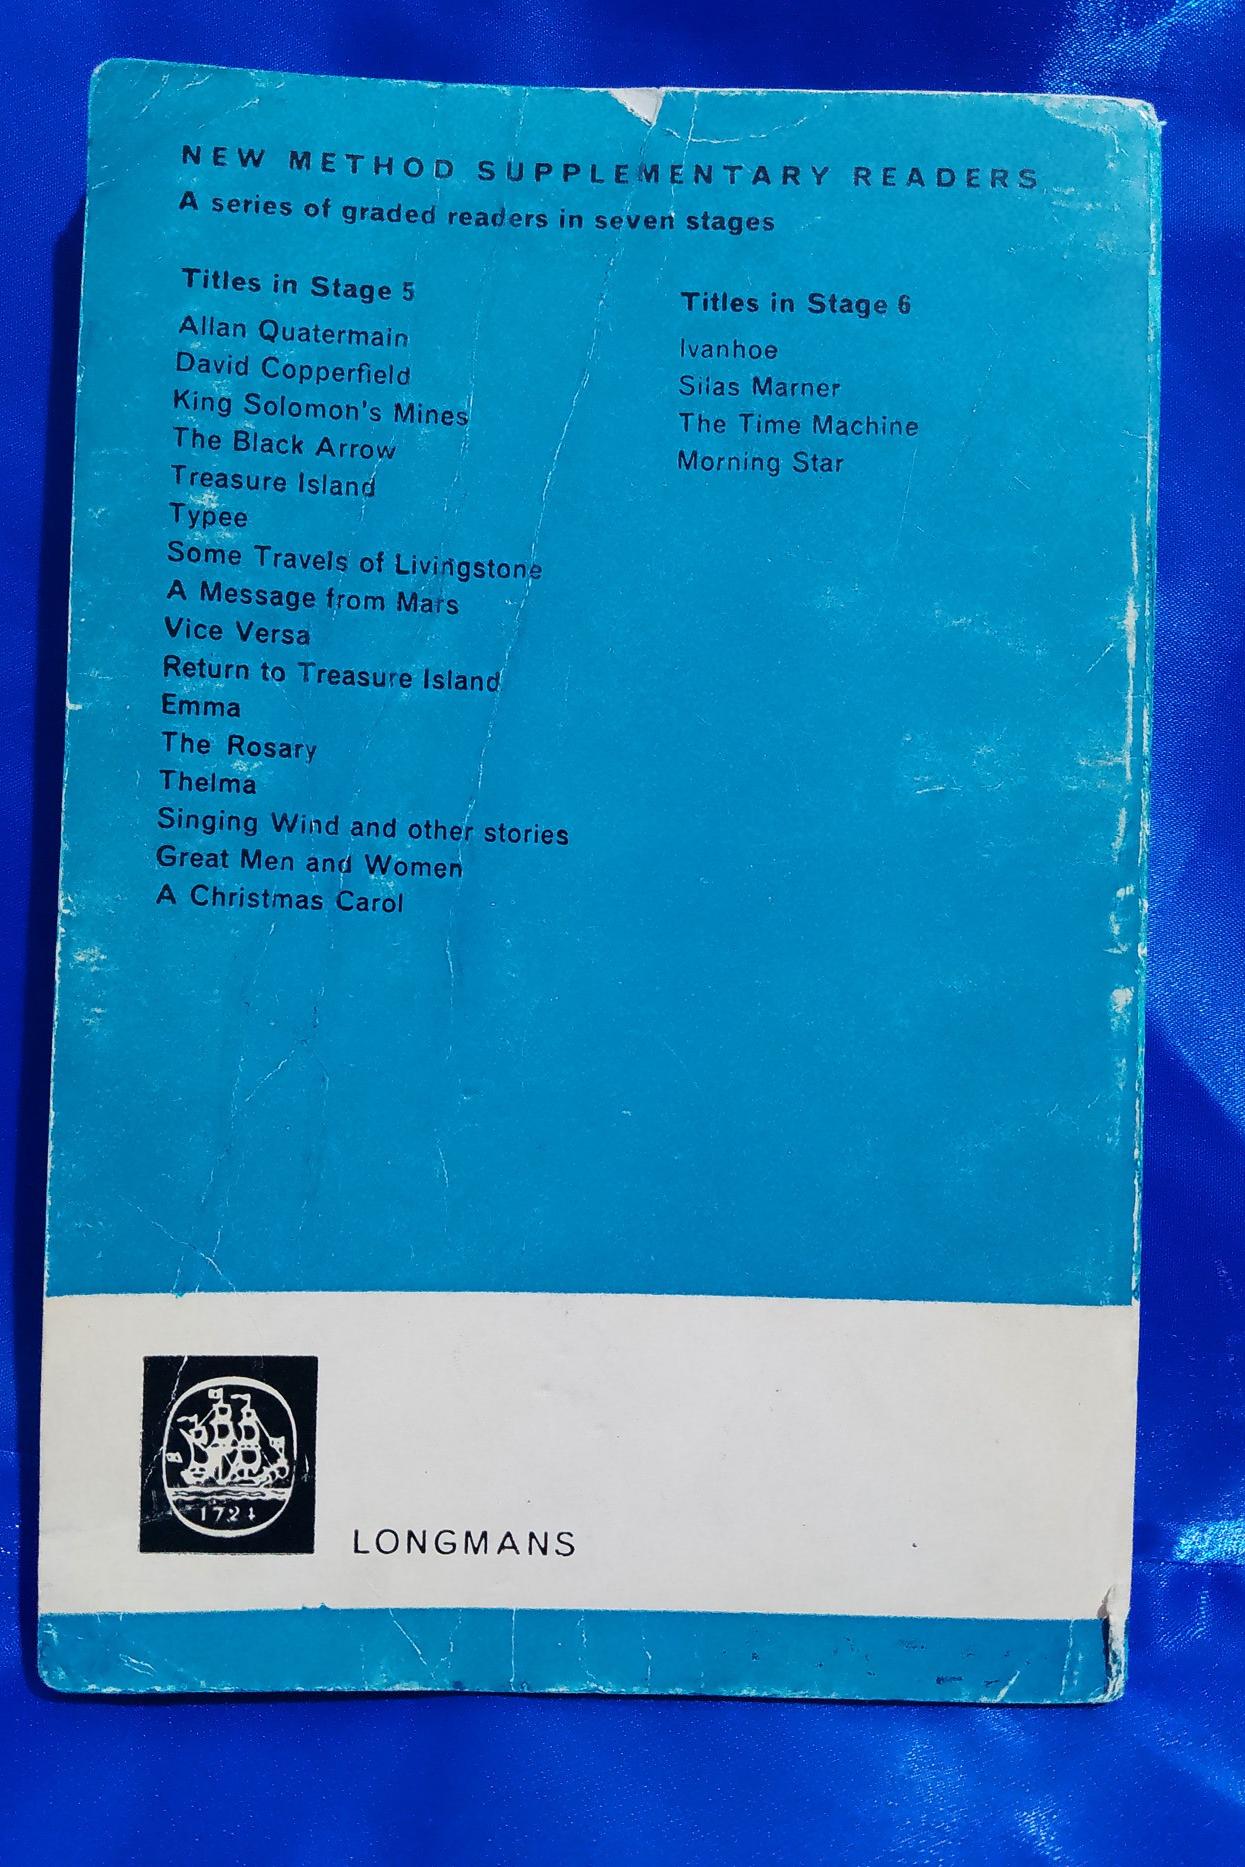 NEW METHOD SUPPLEMENTARY READERS
A series of graded readers in seven stages
Titles in Stage 5
Allan Quatermain
David Copperfield
King Solomon's Mines
The Black Arrow
Treasure Island
Typee
Some Travels of Livingstone
A Message from Mars
Vice Versa
Return to Treasure Island
Emma
The Rosary
Thelma
Singing Wind and other stories
Great Men and Women
A Christmas Carol
Titles in Stage 6
Ivanhoe
Silas Marner
The Time Machine
Morning Star
1724
LONGMANS